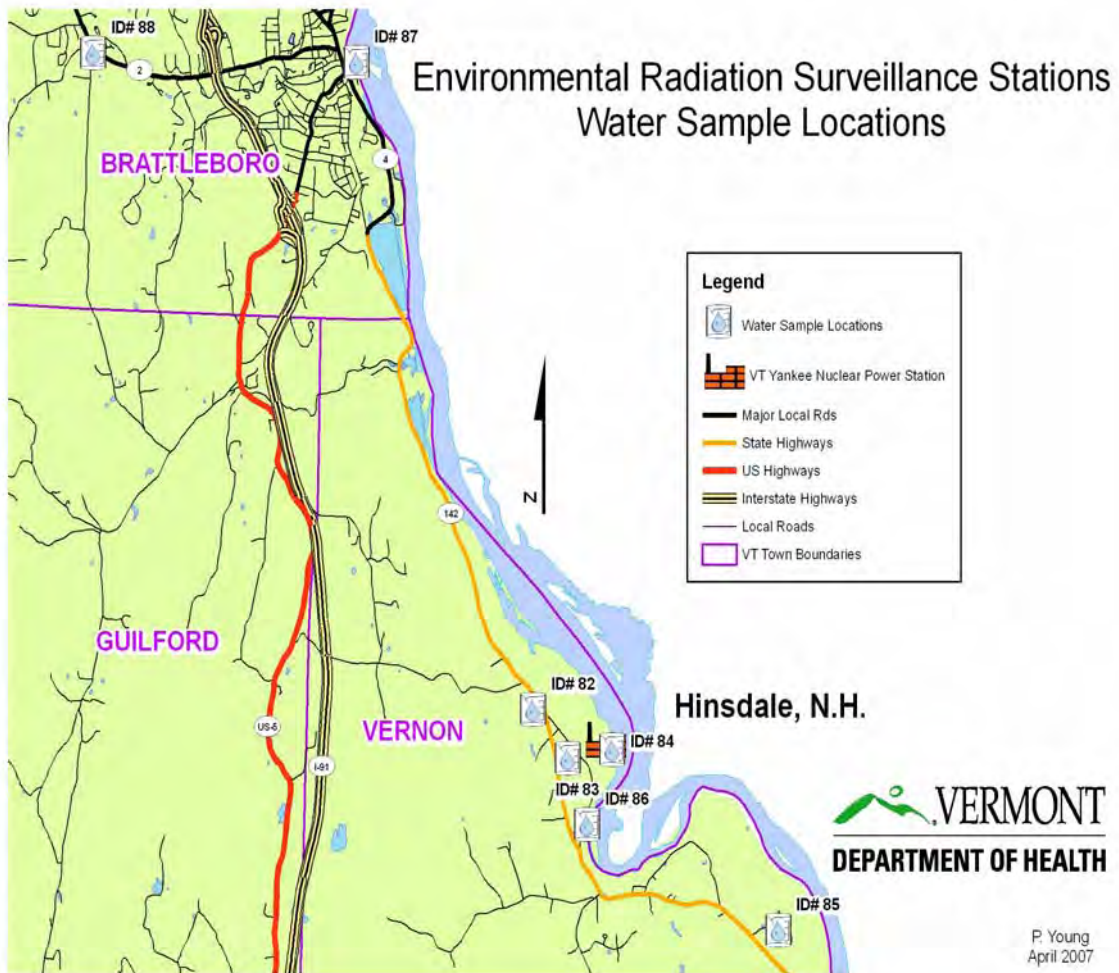 Environmental Radiation Surveillance Stations
Water Sample Locations
ID# 88
ID# 87
2
BRATTLEBORO
4
Legend
Water Sample Locations
VT Yankee Nuclear Power Station
Major Local Rds
State Highways
US Highways
Interstate Highways
Local Roads
VT Town Boundaries
N
142
GUILFORD
VERNON
US-5
I-91
ID# 82
Hinsdale, N.H.
ID# 84
ID# 83
ID# 86
ID# 85
VERMONT
DEPARTMENT OF HEALTH
P. Young
April 2007